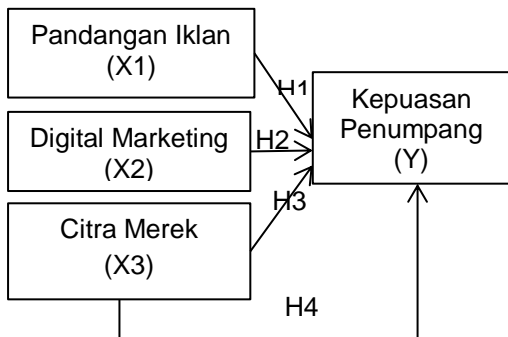 Pandangan Iklan
(X1)
H1
Kepuasan
Penumpang
(Y)
Digital Marketing
(X2)
H2
H3
Citra Merek
(X3)
H4